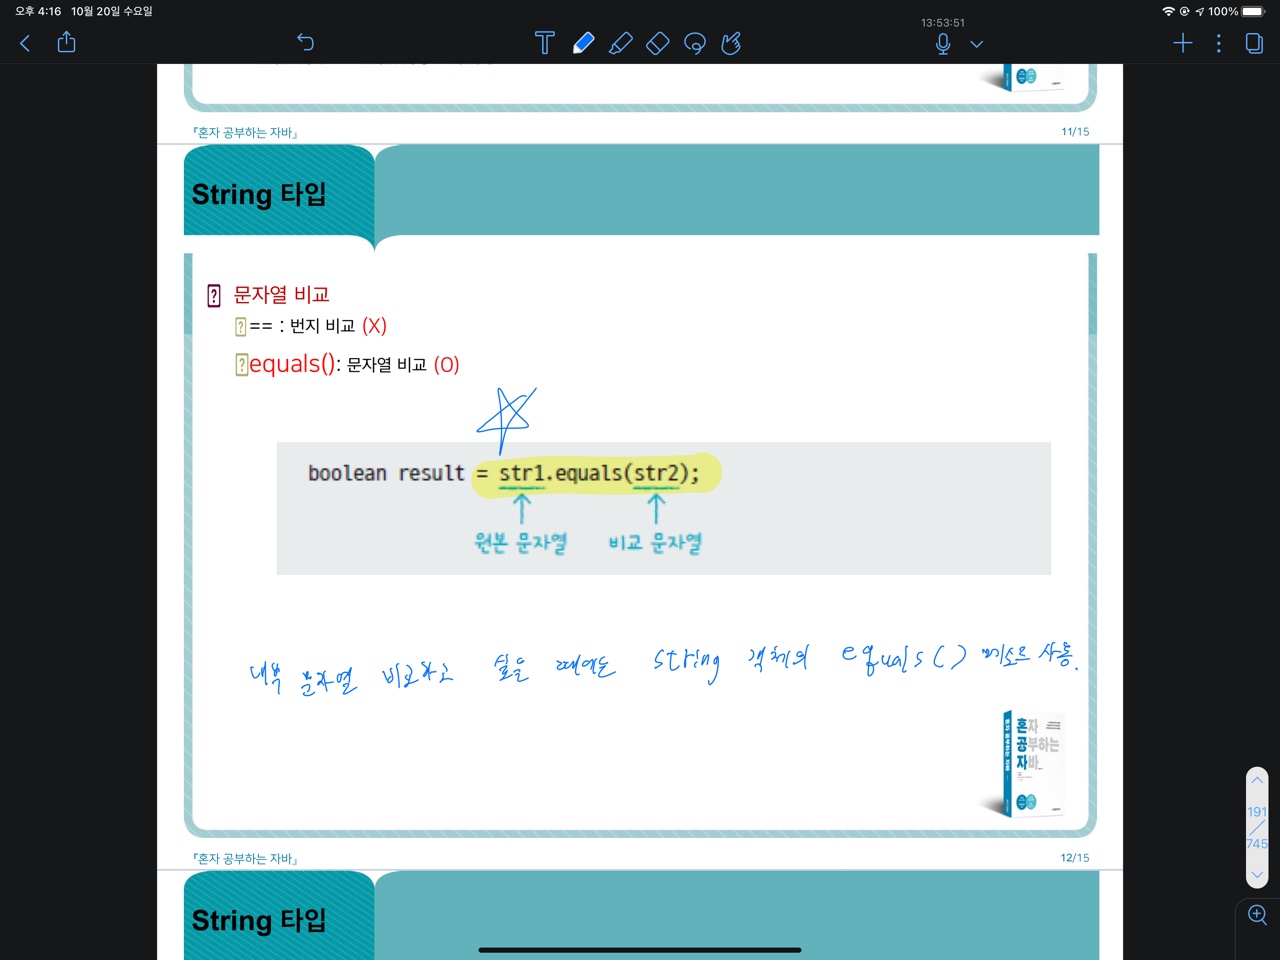 오후 4:16 10월 20일 수요일
100%
13:53:51
『혼자 공부하는 자바』
11/15
String 타입
문자열 비교
== : 번지 비교 (X)
equals(): 문자열 비교 (O)
boolean result = str1.equals(str2);
원본 문자열 비교 문자열
내부 문자열 비교하고 싶을 때에는 string 객체의 equals() 메소드 사용.
혼자
공부하는
자바
191
745
『혼자 공부하는 자바』
12/15
String 타입